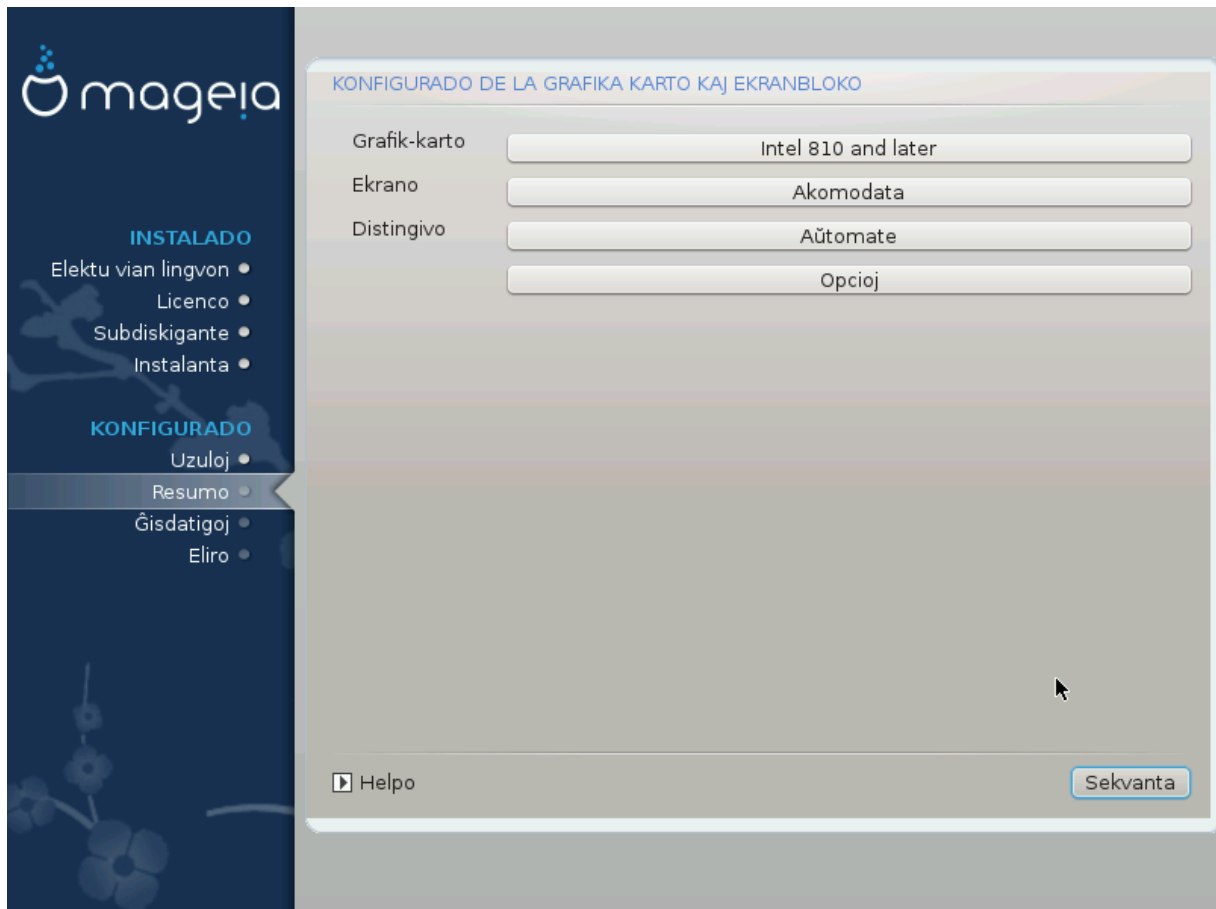 mageia
INSTALADO
Elektu vian lingvon
Licenco
Subdiskigante
Instalanta
KONFIGURADO
Uzuloj
Resumo
Ĝisdatigoj
Eliro
KONFIGURADO DE LA GRAFIKA KARTO KAJ EKRANBLOKO
Grafik-karto Intel 810 and later
Ekrano Akomodata
Distingivo Aŭtomate
Opcioj
Helpo Sekvanta